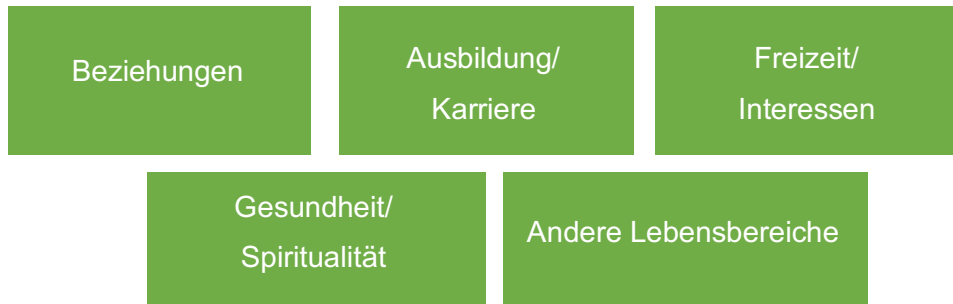 Beziehungen
Ausbildung/
Karriere
Freizeit/
Interessen
Gesundheit/
Spiritualität
Andere Lebensbereiche